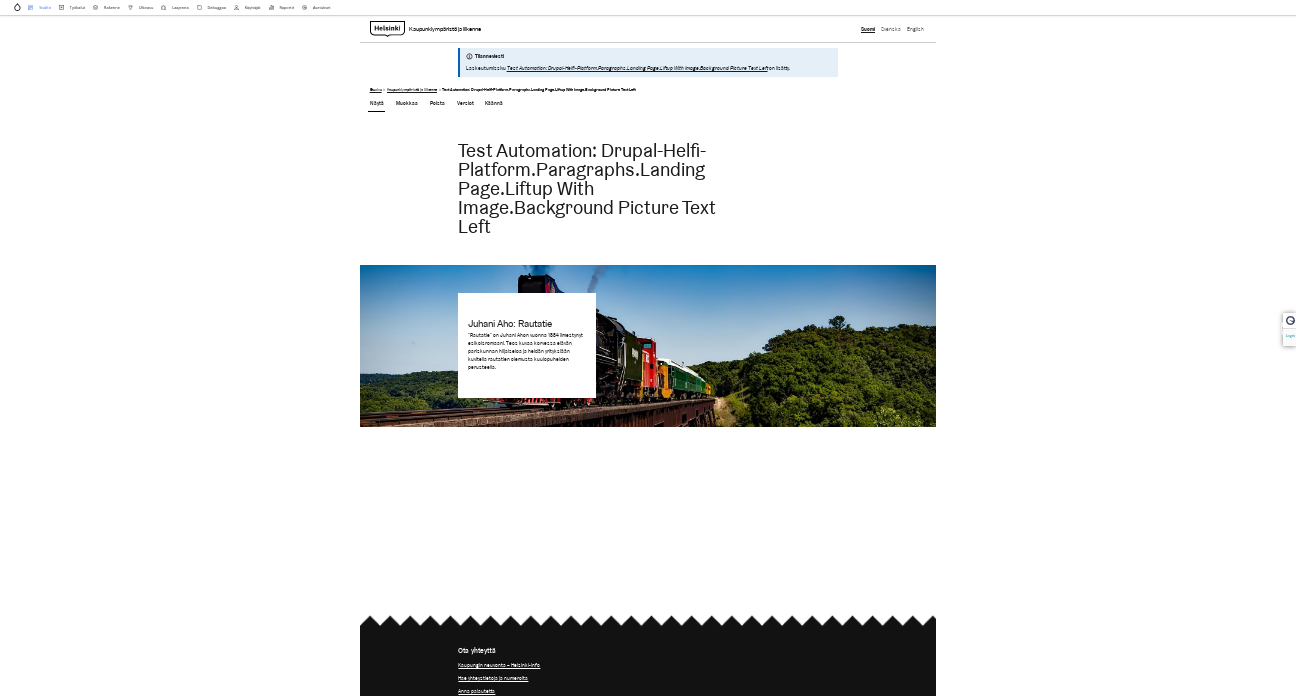 Sisältö Työkalut Rakenne Ulkoasu Laajenna Debuggaa Käyttäjät Raportit Asetukset
Helsinki Kaupunkiympäristö ja liikenne Suomi Svenska English
Tilanneviesti
Laskeutumissivu Test Automation: Drupal-Helfi-Platform.Paragraphs.Landing Page.Liftup With Image.Background Picture Text Left on lisätty.
Etusivu > Kaupunkiympäristö ja liikenne > Test Automation: Drupal-Helfi-Platform.Paragraphs.Landing Page.Liftup With Image.Background Picture Text Left
Näytä Muokkaa Poista Versiot Käännä
Test Automation: Drupal-Helfi-
Platform.Paragraphs.Landing
Page.Liftup With
Image.Background Picture Text
Left
Juhani Aho: Rautatie
"Rautatie" on Juhani Ahon vuonna 1884 ilmestynyt
esikoisromaani. Teos kuvaa korvessa elävän
pariskunnan hiljaiseloa ja heidän yrityksiään
kuvitella rautatien olemusta kuulopuheiden
perusteella.
Login
Ota yhteyttä
Kaupungin neuvonta – Helsinki-info
Hae yhteystietoja ja numeroita
Anna palautetta